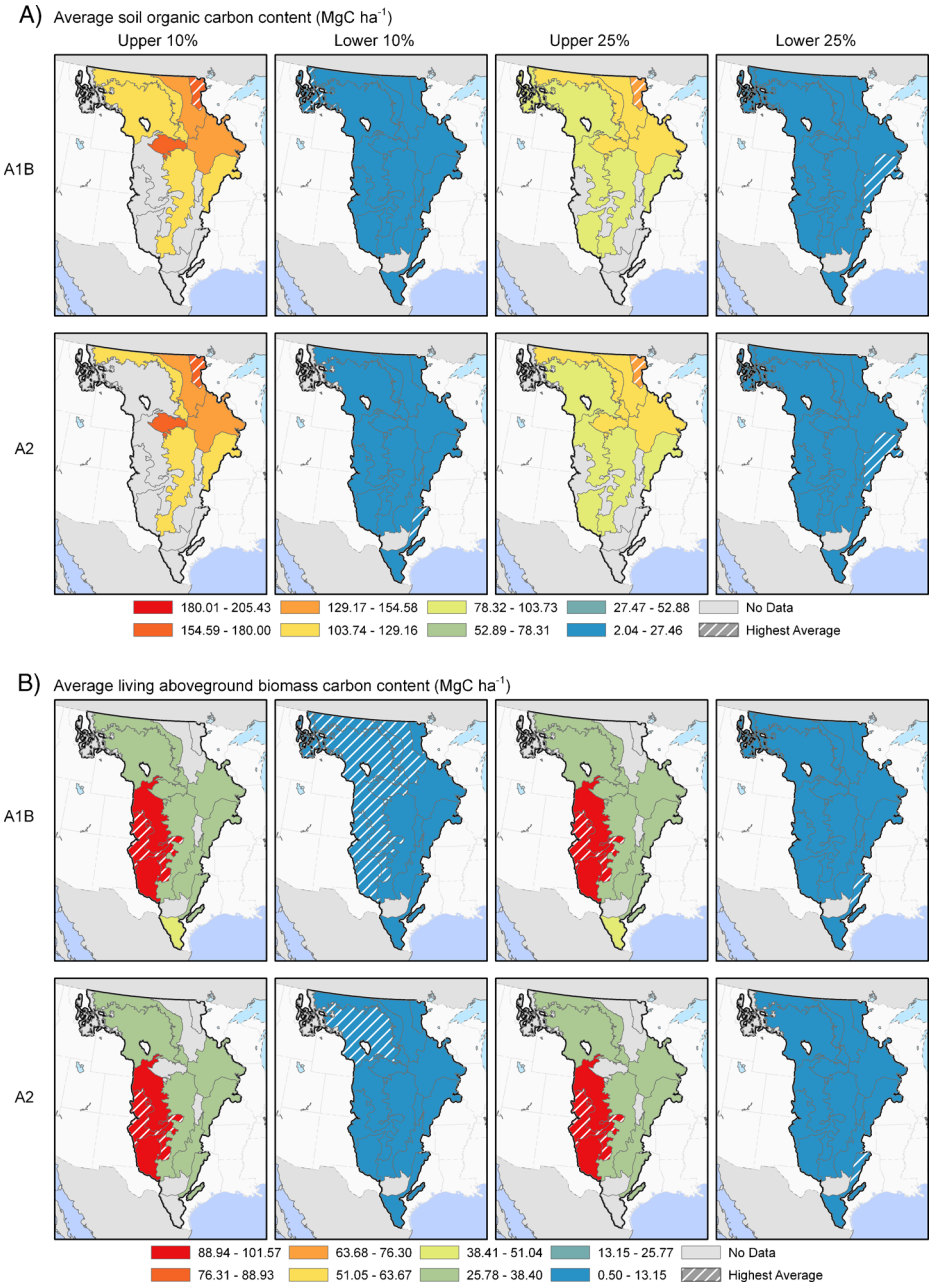 A) Average soil organic carbon content (MgC ha⁻¹)
Upper 10% Lower 10% Upper 25% Lower 25%
A1B
A2
180.01 - 205.43 129.17 - 154.58 78.32 - 103.73 27.47 - 52.88 No Data
154.59 - 180.00 103.74 - 129.16 52.89 - 78.31 2.04 - 27.46 Highest Average
B) Average living aboveground biomass carbon content (MgC ha⁻¹)
A1B
A2
88.94 - 101.57 63.68 - 76.30 38.41 - 51.04 13.15 - 25.77 No Data
76.31 - 88.93 51.05 - 63.67 25.78 - 38.40 0.50 - 13.15 Highest Average